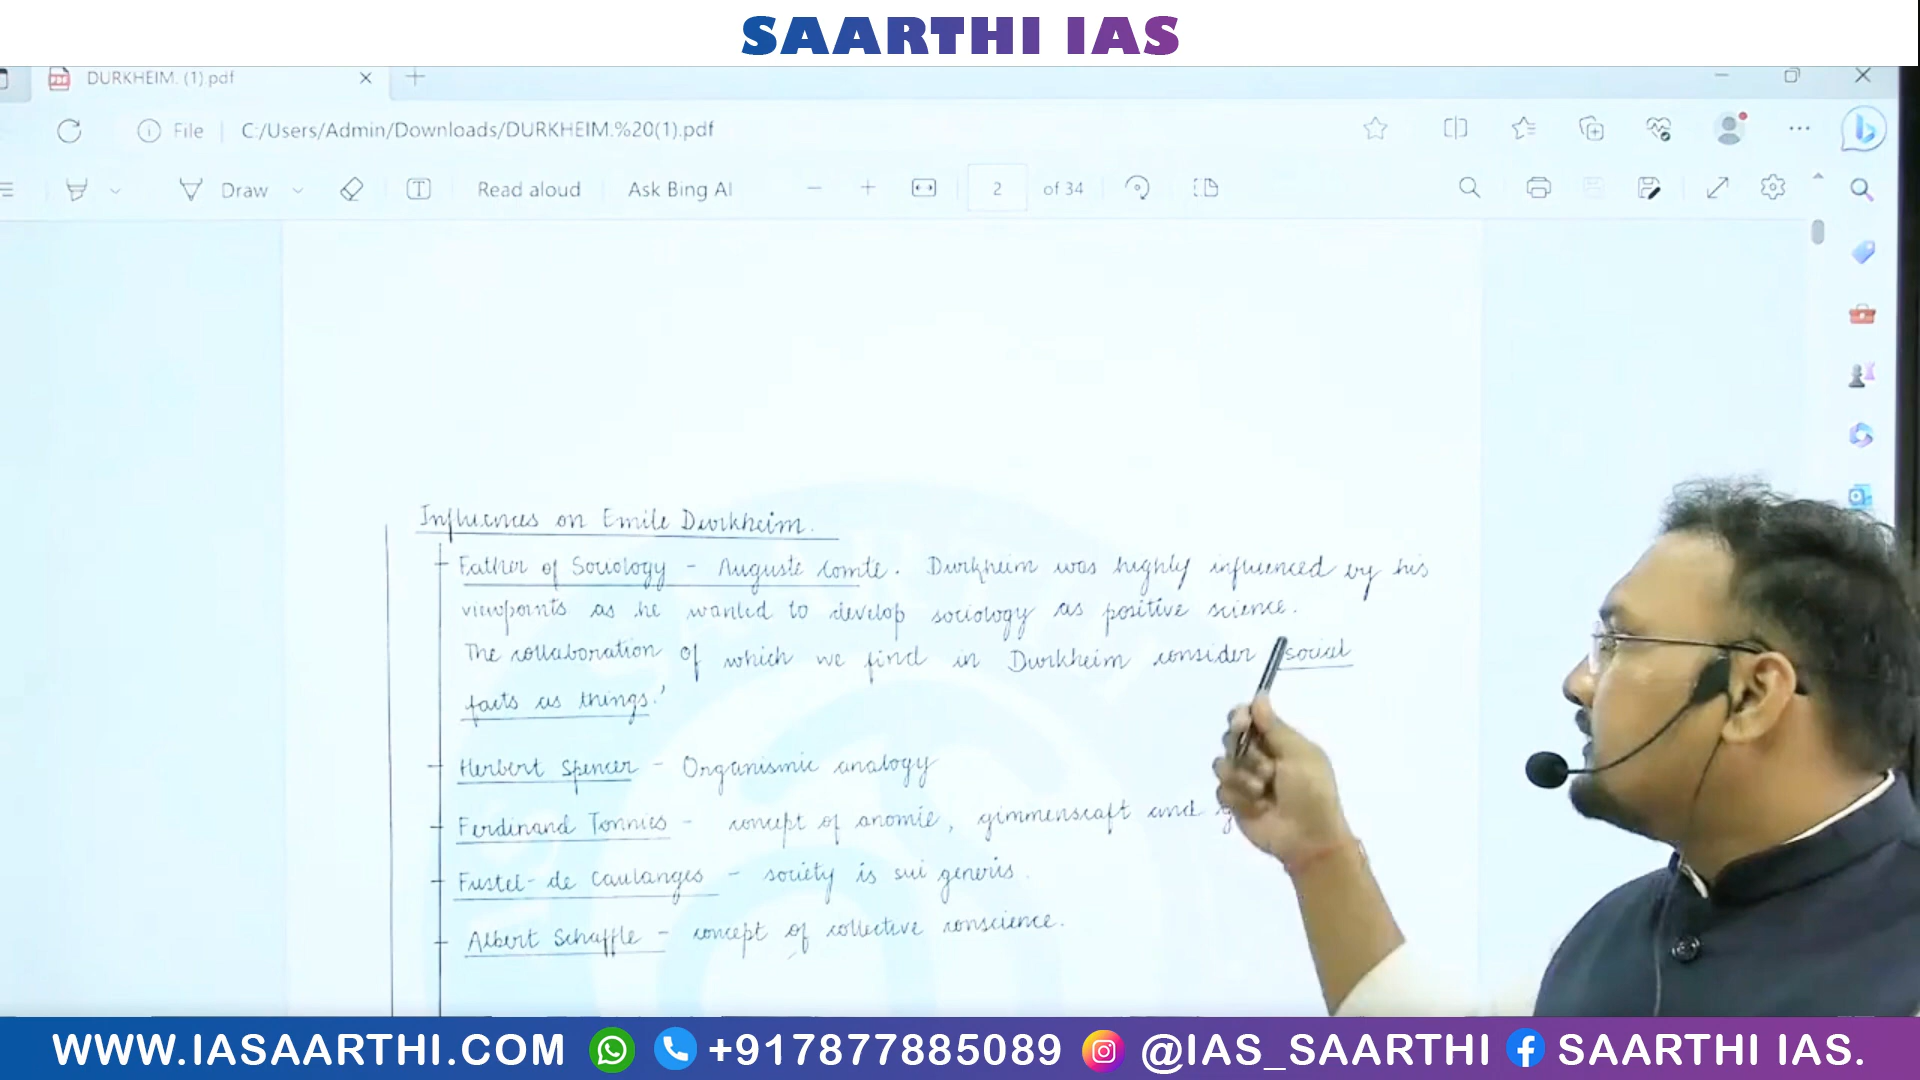 SAARTHI IAS
DURKHEIM. (1).pdf
File C:/Users/Admin/Downloads/DURKHEIM.%20(1).pdf
Draw Read aloud Ask Bing AI 2 of 34
Influences on Emile Durkheim.
Father of Sociology - Auguste Comte. Durkheim was highly influenced by his
viewpoints as he wanted to develop sociology as positive science.
The collaboration of which we find in Durkheim consider social
facts as things.'
Herbert Spencer - Organismic analogy
Ferdinand Tonnies - concept of anomie, gimmenscaft and
Fustel-de Caulanges - society is sui generis.
Albert Schaffle - concept of collective conscience.
WWW.IASAARTHI.COM +917877885089 @IAS_SAARTHI SAARTHI IAS.